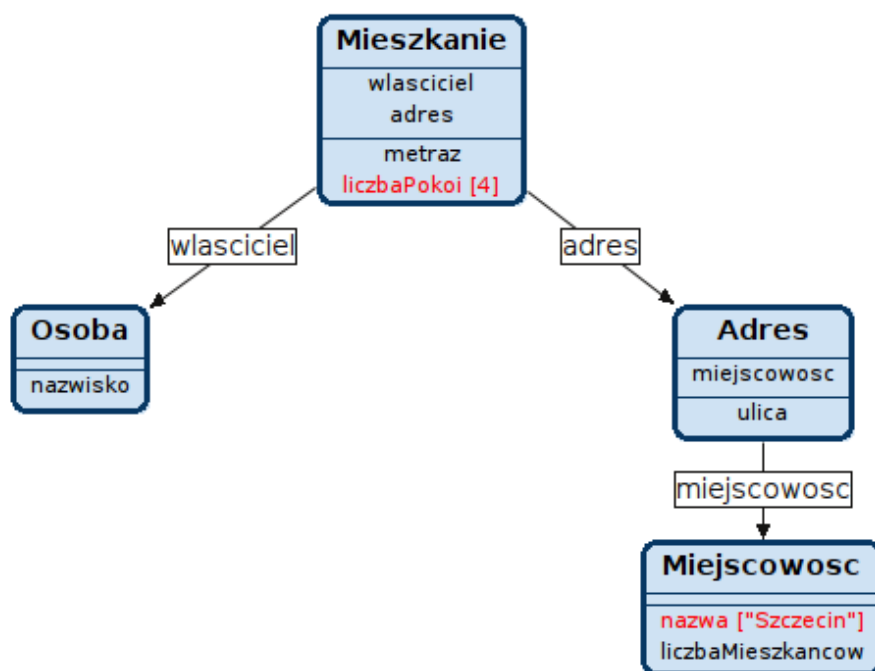 Mieszkanie
wlasciciel
adres
metraz
liczbaPokoi [4]
wlasciciel
adres
Osoba
nazwisko
Adres
miejscowosc
ulica
miejscowosc
Miejscowosc
nazwa ["Szczecin"]
liczbaMieszkancow